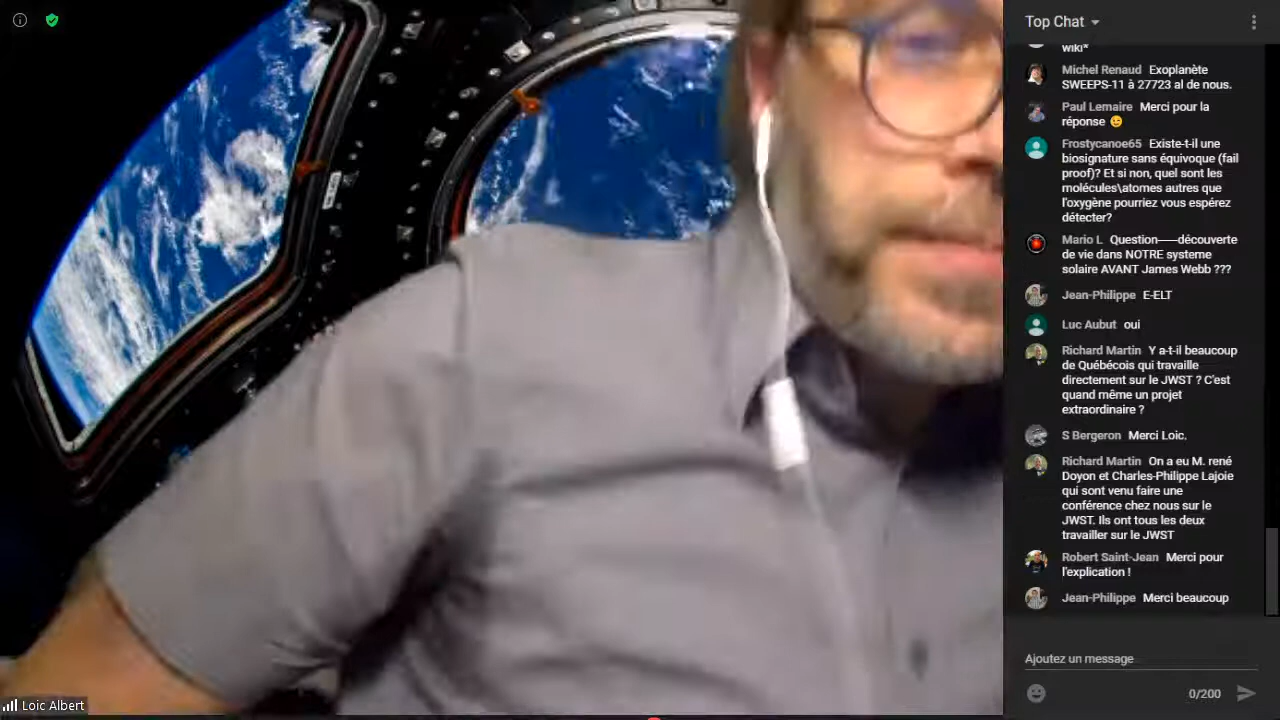 Top Chat
wiki*
Michel Renaud Exoplanète
SWEEPS-11 à 27723 al de nous.
Paul Lemaire Merci pour la
réponse 😉
Frostycanoe65 Existe-t-il une
biosignature sans équivoque (fail
proof)? Et si non, quel sont les
molécules\atomes autres que
l'oxygène pourriez vous espérez
détecter?
Mario L Question-----découverte
de vie dans NOTRE systeme
solaire AVANT James Webb ???
Jean-Philippe E-ELT
Luc Aubut oui
Richard Martin Y a-t-il beaucoup
de Québécois qui travaille
directement sur le JWST ? C'est
quand même un projet
extraordinaire ?
S Bergeron Merci Loic.
Richard Martin On a eu M. rené
Doyon et Charles-Philippe Lajoie
qui sont venu faire une
conférence chez nous sur le
JWST. Ils ont tous les deux
travailler sur le JWST
Robert Saint-Jean Merci pour
l'explication !
Jean-Philippe Merci beaucoup
Ajoutez un message
0/200
Loic Albert